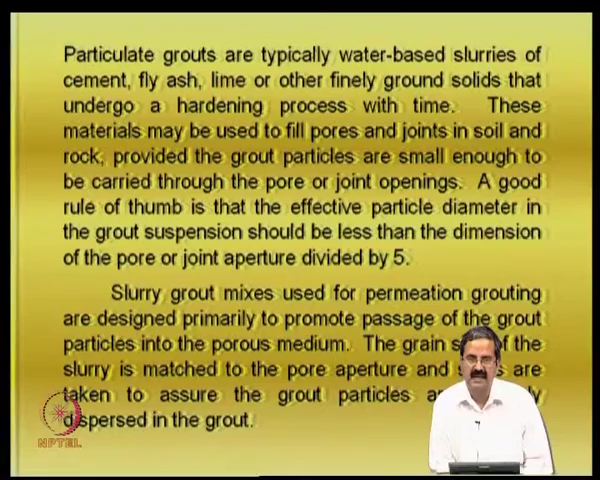 Particulate grouts are typically water-based slurries of
cement, fly ash, lime or other finely ground solids that
undergo a hardening process with time. These
materials may be used to fill pores and joints in soil and
rock, provided the grout particles are small enough to
be carried through the pore or joint openings. A good
rule of thumb is that the effective particle diameter in
the grout suspension should be less than the dimension
of the pore or joint aperture divided by 5.
Slurry grout mixes used for permeation grouting
are designed primarily to promote passage of the grout
particles into the porous medium. The grain of the
slurry is matched to the pore aperture and are
taken to assure the grout particles
dispersed in the grout.
NPTEL